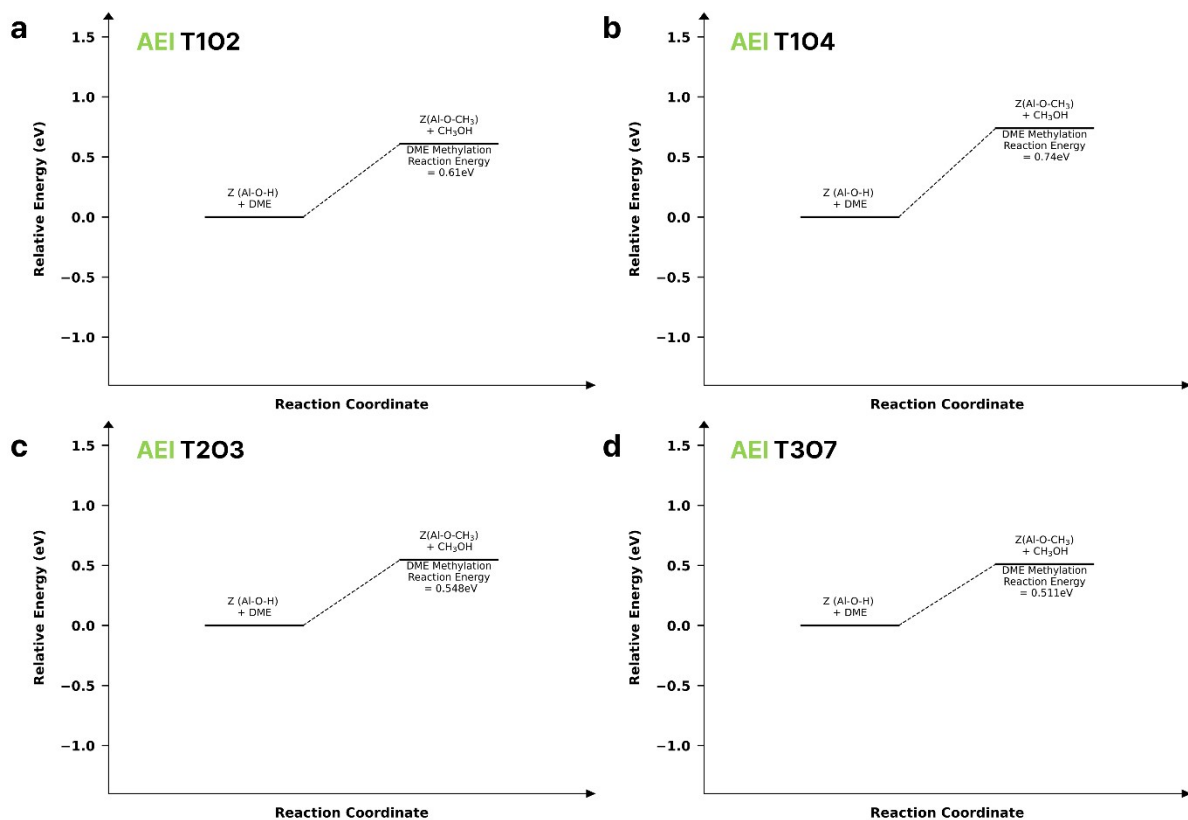 a
AEI T1O2
1.5
1.0
0.5
0.0
−0.5
−1.0
Relative Energy (eV)
Z (Al-O-H)
+ DME
Z(Al-O-CH₃)
+ CH₃OH
DME Methylation
Reaction Energy
= 0.61eV
Reaction Coordinate
b
AEI T1O4
1.5
1.0
0.5
0.0
−0.5
−1.0
Relative Energy (eV)
Z (Al-O-H)
+ DME
Z(Al-O-CH₃)
+ CH₃OH
DME Methylation
Reaction Energy
= 0.74eV
Reaction Coordinate
c
AEI T2O3
1.5
1.0
0.5
0.0
−0.5
−1.0
Relative Energy (eV)
Z (Al-O-H)
+ DME
Z(Al-O-CH₃)
+ CH₃OH
DME Methylation
Reaction Energy
= 0.548eV
Reaction Coordinate
d
AEI T3O7
1.5
1.0
0.5
0.0
−0.5
−1.0
Relative Energy (eV)
Z (Al-O-H)
+ DME
Z(Al-O-CH₃)
+ CH₃OH
DME Methylation
Reaction Energy
= 0.511eV
Reaction Coordinate